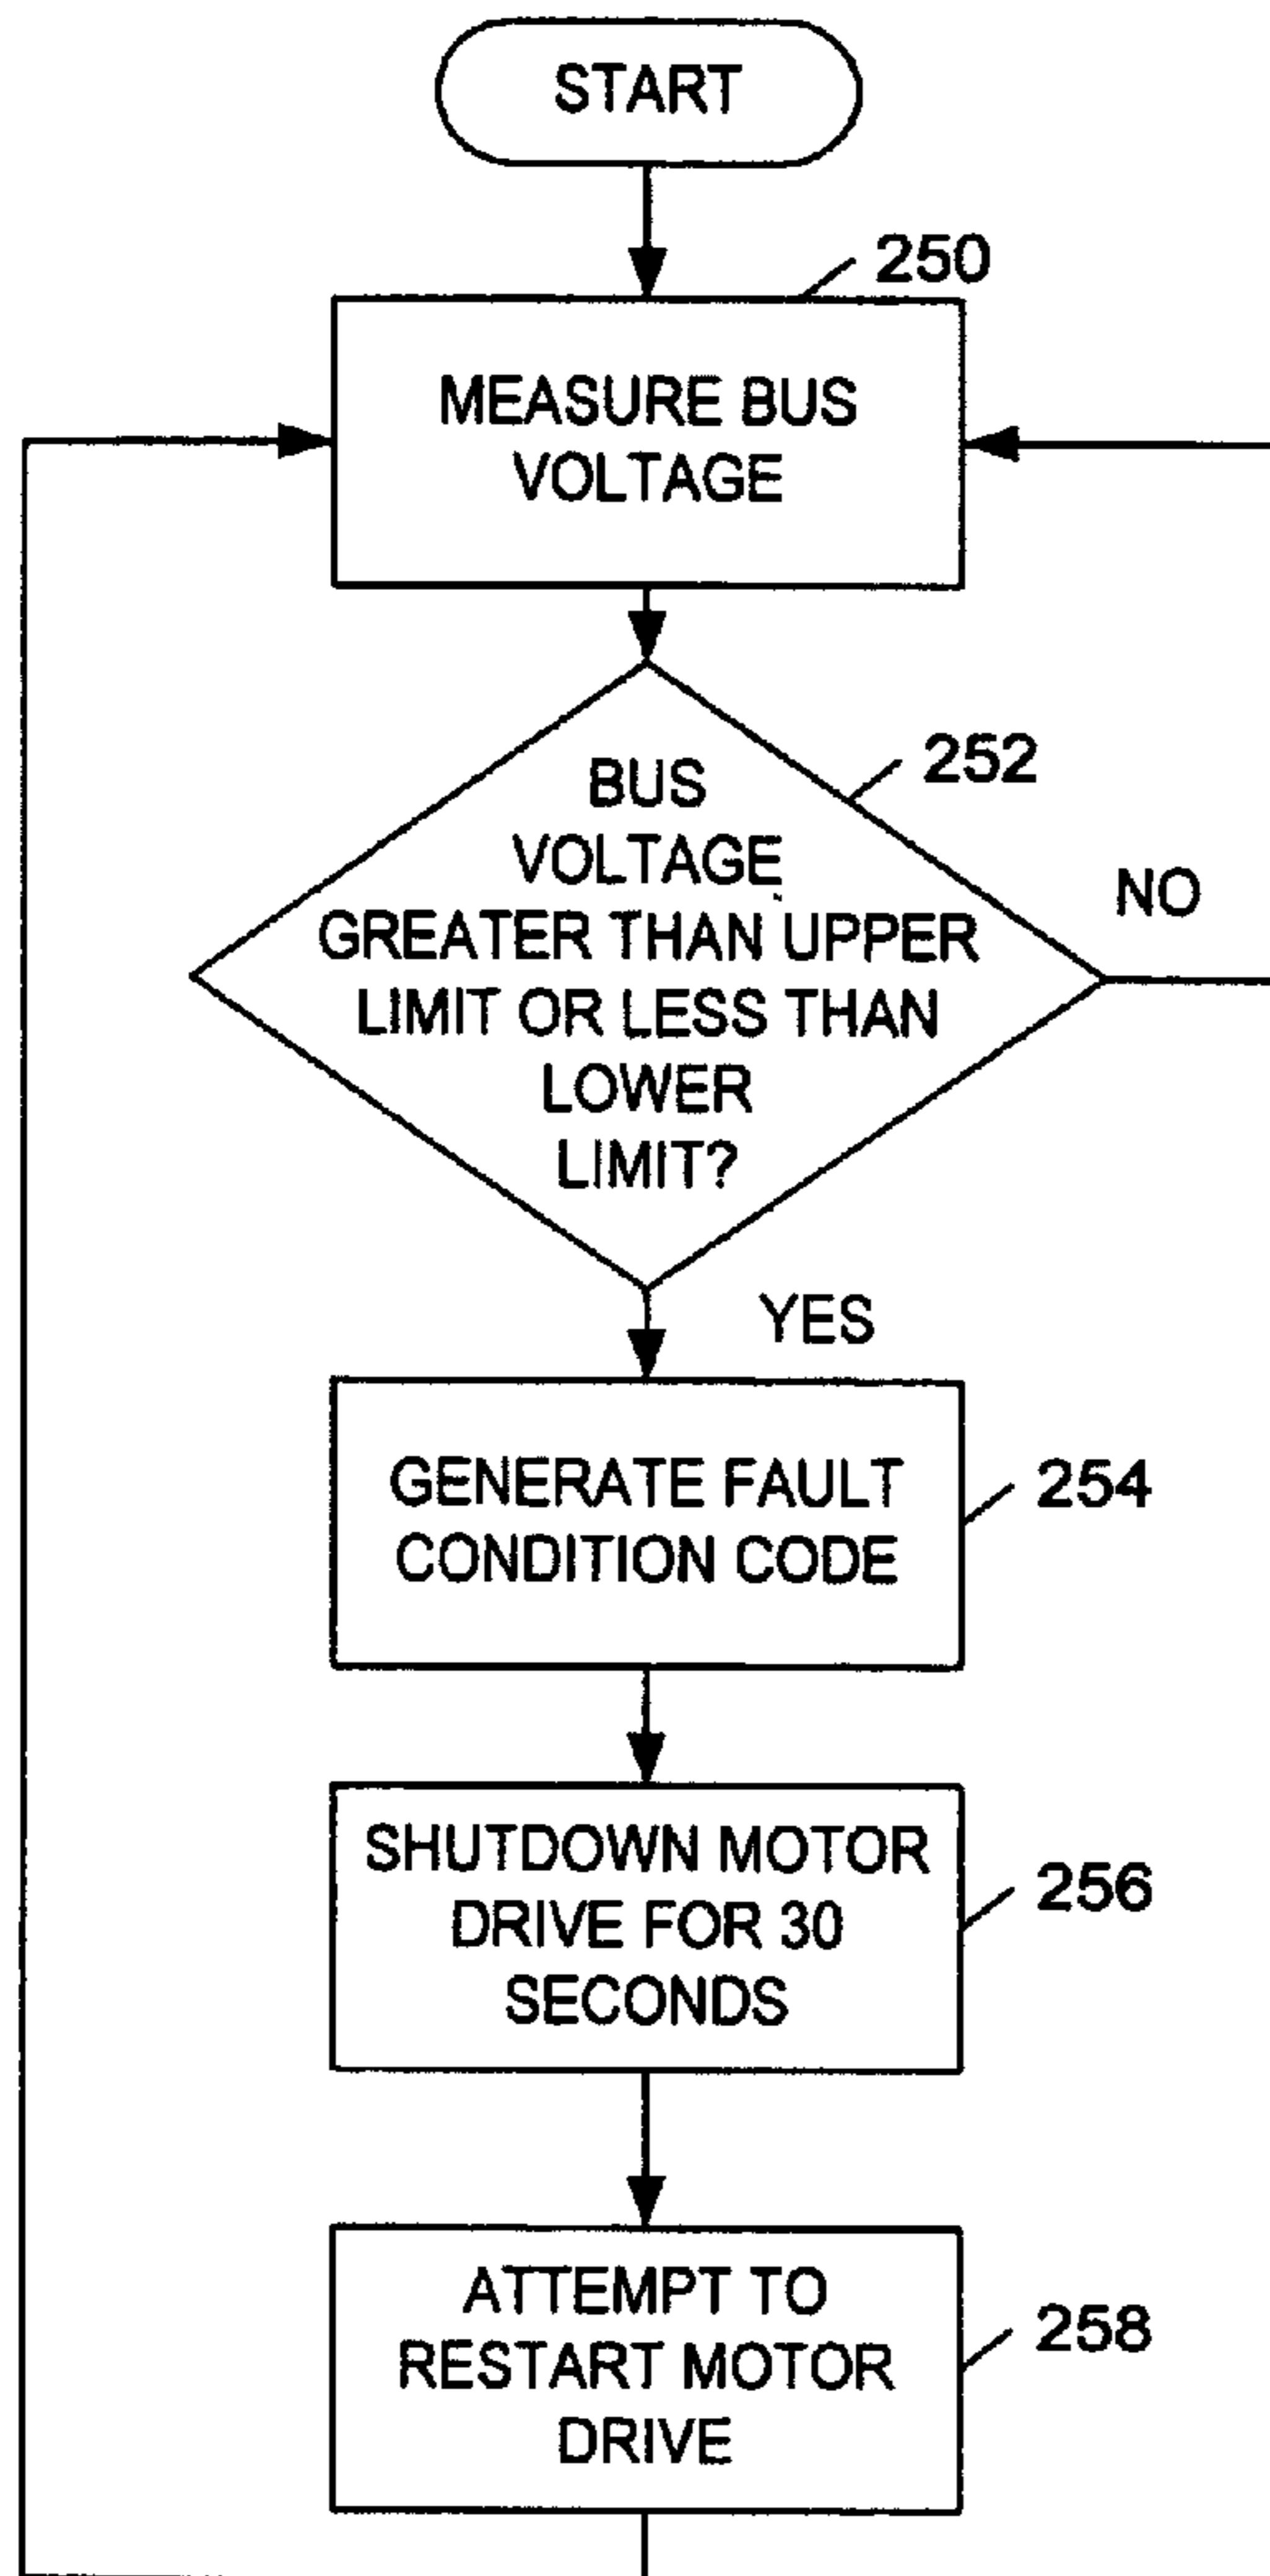 START
250
MEASURE BUS
VOLTAGE
252
BUS
VOLTAGE
GREATER THAN UPPER
LIMIT OR LESS THAN
LOWER
LIMIT?
NO
YES
GENERATE FAULT
CONDITION CODE
254
SHUTDOWN MOTOR
DRIVE FOR 30
SECONDS
256
ATTEMPT TO
RESTART MOTOR
DRIVE
258